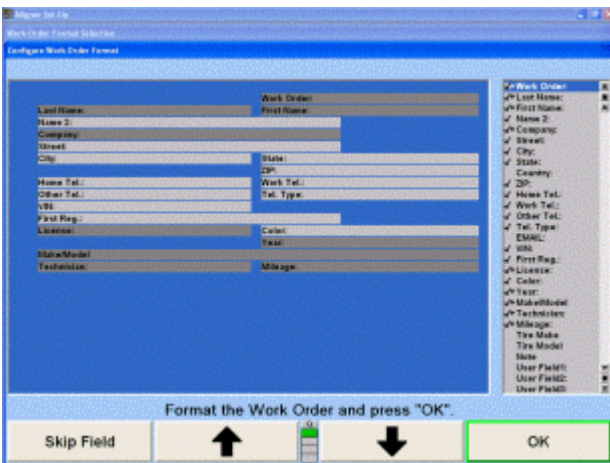 Aligner Set-Up
Work Order Format Selection
Configure Work Order Format
Work Order:
Last Name: First Name:
Name 2:
Company:
Street:
City: State:
ZIP:
Home Tel.: Work Tel.:
Other Tel.: Tel. Type:
VIN:
First Reg.:
License: Color:
Year:
Make/Model
Technician: Mileage:
Work Order:
Last Name:
First Name:
Name 2:
Company:
Street:
City:
State:
Country:
ZIP:
Home Tel.:
Work Tel.:
Other Tel.:
Tel. Type:
EMAIL:
VIN:
First Reg.:
License:
Color:
Year:
Make/Model
Technician:
Mileage:
Tire Make
Tire Model
Note
User Field1:
User Field2:
User Field3:
Format the Work Order and press "OK".
Skip Field OK